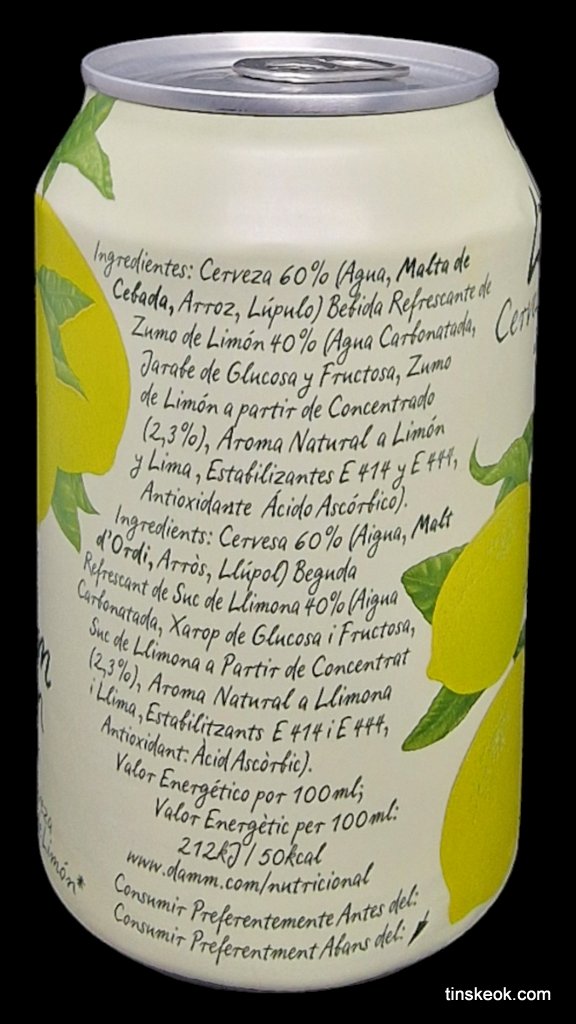 Ingredientes: Cerveza 60% (Agua, Malta de
Cebada, Arroz, Lúpulo) Bebida Refrescante de
Zumo de Limón 40% (Agua Carbonatada,
Jarabe de Glucosa y Fructosa, Zumo
de Limón a partir de Concentrado
(2,3%), Aroma Natural a Limón
y Lima, Estabilizantes E 414 y E 444,
Antioxidante Ácido Ascórbico).
Ingredients: Cervesa 60% (Aigua, Malt
d'Ordi, Arròs, Llúpol) Beguda
Refrescant de Suc de Llimona 40% (Aigua
Carbonatada, Xarop de Glucosa i Fructosa,
Suc de Llimona a Partir de Concentrat
(2,3%), Aroma Natural a Llimona
i Llima, Estabilitzants E 414 i E 444,
Antioxidant: Àcid Ascòrbic).
Valor Energético por 100ml;
Valor Energètic per 100ml:
212kJ / 50kcal
www.damm.com/nutricional
Consumir Preferentemente Antes del:
Consumir Preferentment Abans del:
Limón*
tinskeok.com